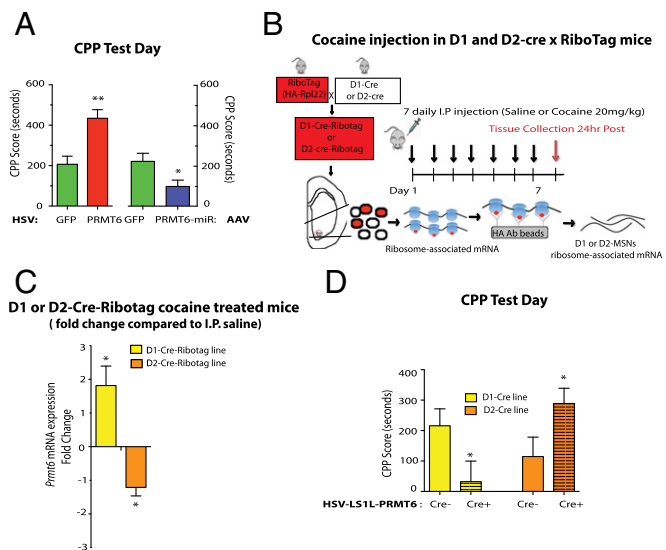 A
CPP Test Day
CPP Score (seconds)
600
400
200
0
**
*
600
400
200
0
CPP Score (seconds)
HSV: GFP PRMT6 GFP PRMT6-miR: AAV
B
Cocaine injection in D1 and D2-cre x RiboTag mice
RiboTag
(HA-Rpl22)
X
D1-Cre
or D2-cre
D1-Cre-Ribotag
or
D2-cre-Ribotag
7 daily I.P injection (Saline or Cocaine 20mg/kg)
Tissue Collection 24hr Post
Day 1
7
HA Ab beads
Ribosome-associated mRNA
D1 or D2-MSNs
ribosome-associated mRNA
C
D1 or D2-Cre-Ribotag cocaine treated mice
( fold change compared to I.P. saline)
Prmt6 mRNA expression
Fold Change
3
2
1
0
-1
-2
-3
*
*
D1-Cre-Ribotag line
D2-Cre-Ribotag line
D
CPP Test Day
CPP Score (seconds)
400
300
200
100
0
D1-Cre line
D2-Cre line
*
*
HSV-LS1L-PRMT6 : Cre- Cre+ Cre- Cre+